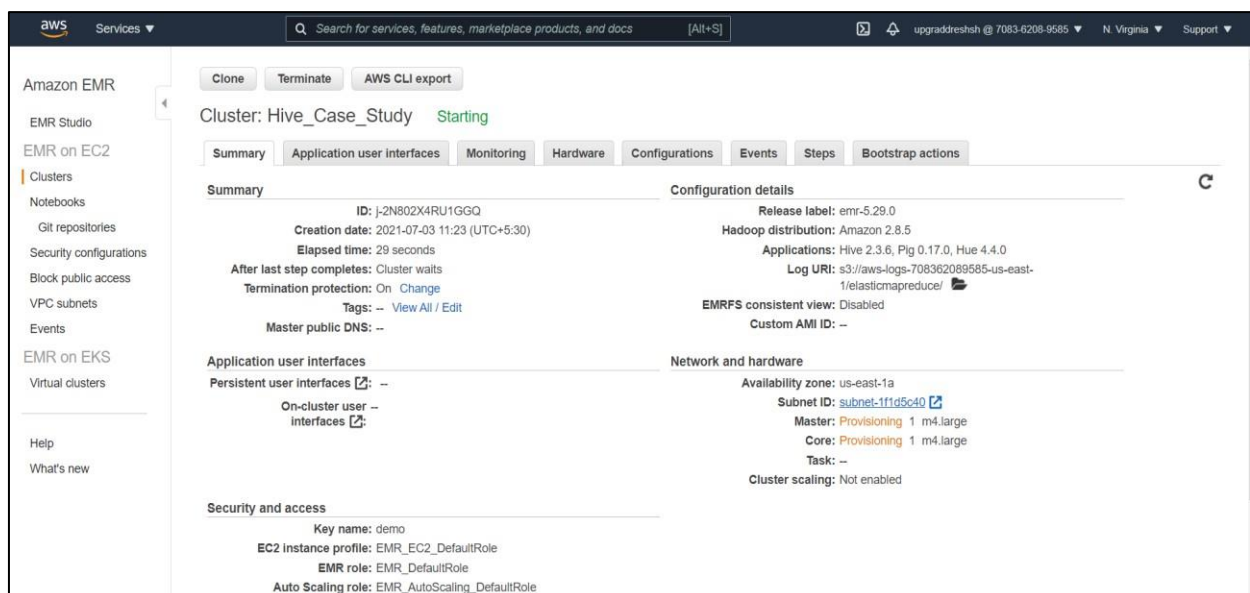 aws Services ▼ Search for services, features, marketplace products, and docs [Alt+S] upgraddreshsh @ 7083-6208-9585 ▼ N. Virginia ▼ Support ▼
Amazon EMR
EMR Studio
EMR on EC2
Clusters
Notebooks
Git repositories
Security configurations
Block public access
VPC subnets
Events
EMR on EKS
Virtual clusters
Help
What's new
Clone Terminate AWS CLI export
Cluster: Hive_Case_Study Starting
Summary Application user interfaces Monitoring Hardware Configurations Events Steps Bootstrap actions
Summary
ID: j-2N802X4RU1GGQ
Creation date: 2021-07-03 11:23 (UTC+5:30)
Elapsed time: 29 seconds
After last step completes: Cluster waits
Termination protection: On Change
Tags: -- View All / Edit
Master public DNS: --
Configuration details
Release label: emr-5.29.0
Hadoop distribution: Amazon 2.8.5
Applications: Hive 2.3.6, Pig 0.17.0, Hue 4.4.0
Log URI: s3://aws-logs-708362089585-us-east-
1/elasticmapreduce/
EMRFS consistent view: Disabled
Custom AMI ID: --
Application user interfaces
Persistent user interfaces : --
On-cluster user --
interfaces :
Network and hardware
Availability zone: us-east-1a
Subnet ID: subnet-1f1d5c40
Master: Provisioning 1 m4.large
Core: Provisioning 1 m4.large
Task: --
Cluster scaling: Not enabled
Security and access
Key name: demo
EC2 instance profile: EMR_EC2_DefaultRole
EMR role: EMR_DefaultRole
Auto Scaling role: EMR_AutoScaling_DefaultRole